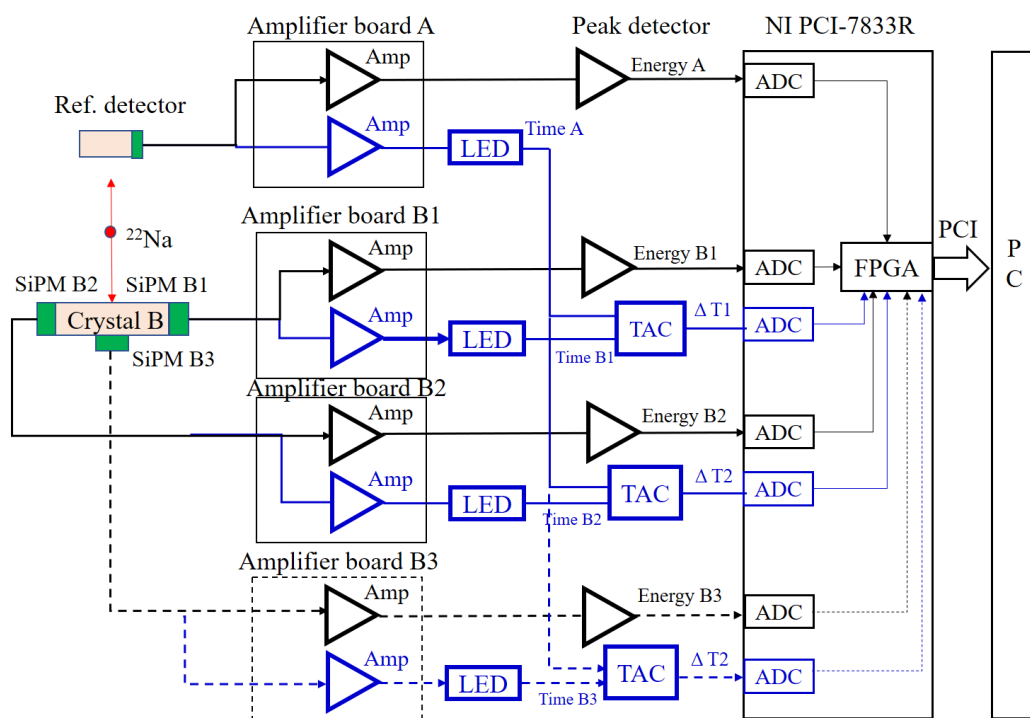 Amplifier board A
Peak detector
NI PCI-7833R
Amp
Energy A
ADC
P
C
Ref. detector
Amp
Time A
LED
Amplifier board B1
22Na
PCI
Amp
Energy B1
ADC
FPGA
SiPM B2
SiPM B1
Crystal B
Amp
LED
TAC
Δ T1
ADC
SiPM B3
Time B1
Amplifier board B2
Amp
Energy B2
ADC
Amp
LED
TAC
Δ T2
ADC
Time B2
Amplifier board B3
Amp
Energy B3
ADC
Amp
LED
TAC
Δ T2
ADC
Time B3